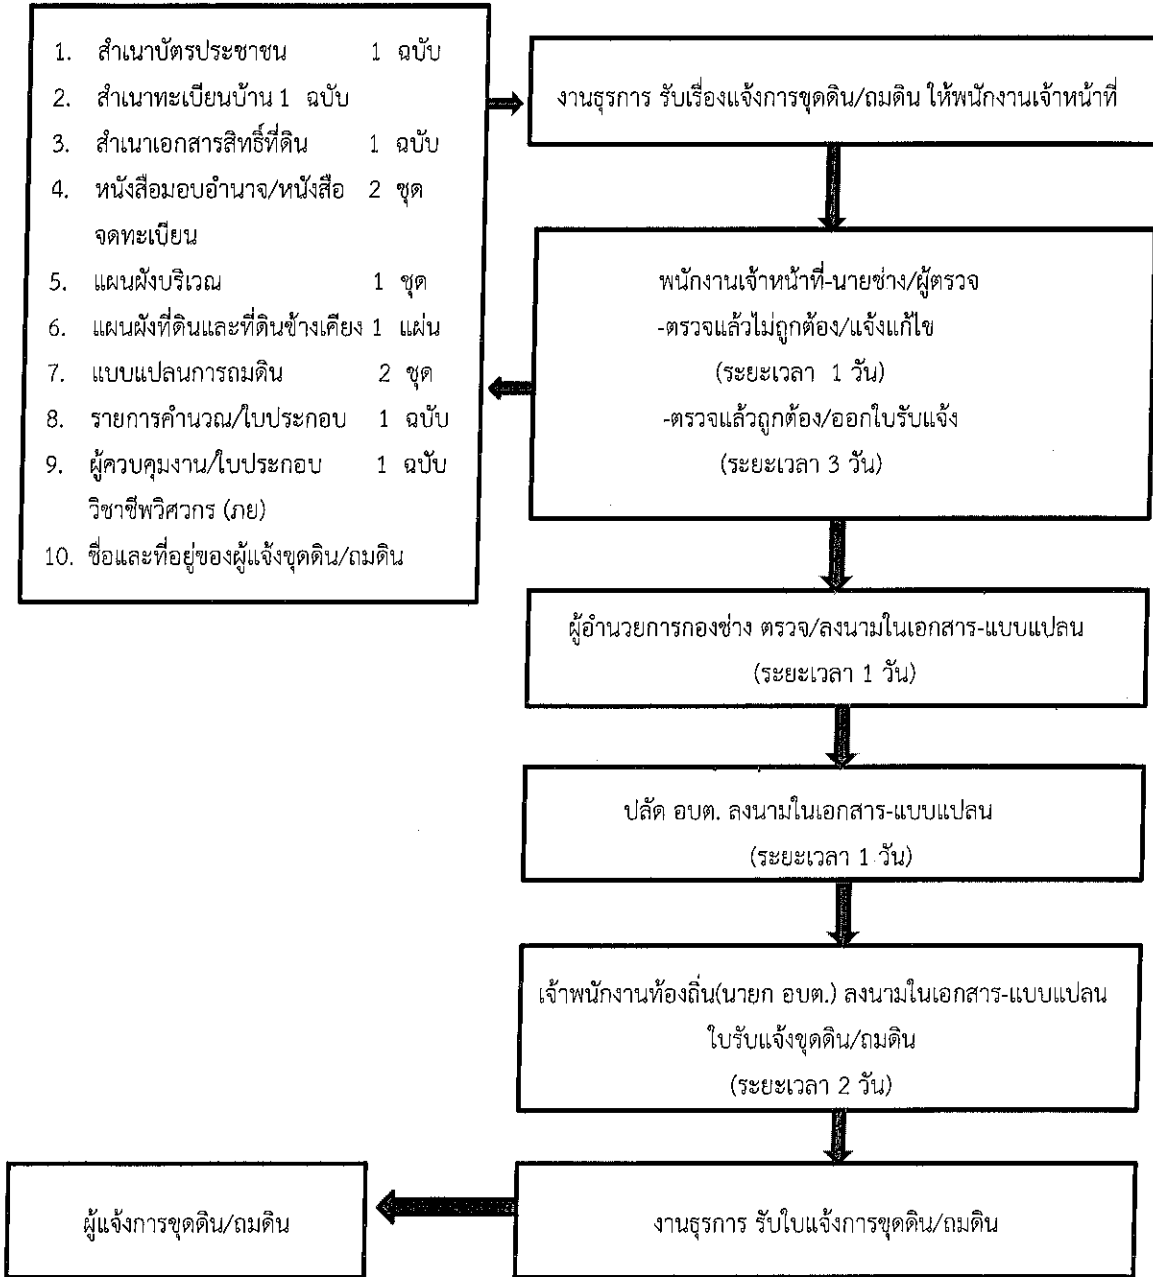 1. สำเนาบัตรประชาชน 1 ฉบับ
2. สำเนาทะเบียนบ้าน 1 ฉบับ
3. สำเนาเอกสารสิทธิ์ที่ดิน 1 ฉบับ
4. หนังสือมอบอำนาจ/หนังสือ 2 ชุด
จดทะเบียน
5. แผนผังบริเวณ 1 ชุด
6. แผนผังที่ดินและที่ดินข้างเคียง 1 แผ่น
7. แบบแปลนการถมดิน 2 ชุด
8. รายการคำนวณ/ใบประกอบ 1 ฉบับ
9. ผู้ควบคุมงาน/ใบประกอบ 1 ฉบับ
วิชาชีพวิศวกร (ภย)
10. ชื่อและที่อยู่ของผู้แจ้งขุดดิน/ถมดิน
งานธุรการ รับเรื่องแจ้งการขุดดิน/ถมดิน ให้พนักงานเจ้าหน้าที่
พนักงานเจ้าหน้าที่-นายช่าง/ผู้ตรวจ
-ตรวจแล้วไม่ถูกต้อง/แจ้งแก้ไข
(ระยะเวลา 1 วัน)
-ตรวจแล้วถูกต้อง/ออกใบรับแจ้ง
(ระยะเวลา 3 วัน)
ผู้อำนวยการกองช่าง ตรวจ/ลงนามในเอกสาร-แบบแปลน
(ระยะเวลา 1 วัน)
ปลัด อบต. ลงนามในเอกสาร-แบบแปลน
(ระยะเวลา 1 วัน)
เจ้าพนักงานท้องถิ่น(นายก อบต.) ลงนามในเอกสาร-แบบแปลน
ใบรับแจ้งขุดดิน/ถมดิน
(ระยะเวลา 2 วัน)
งานธุรการ รับใบแจ้งการขุดดิน/ถมดิน
ผู้แจ้งการขุดดิน/ถมดิน